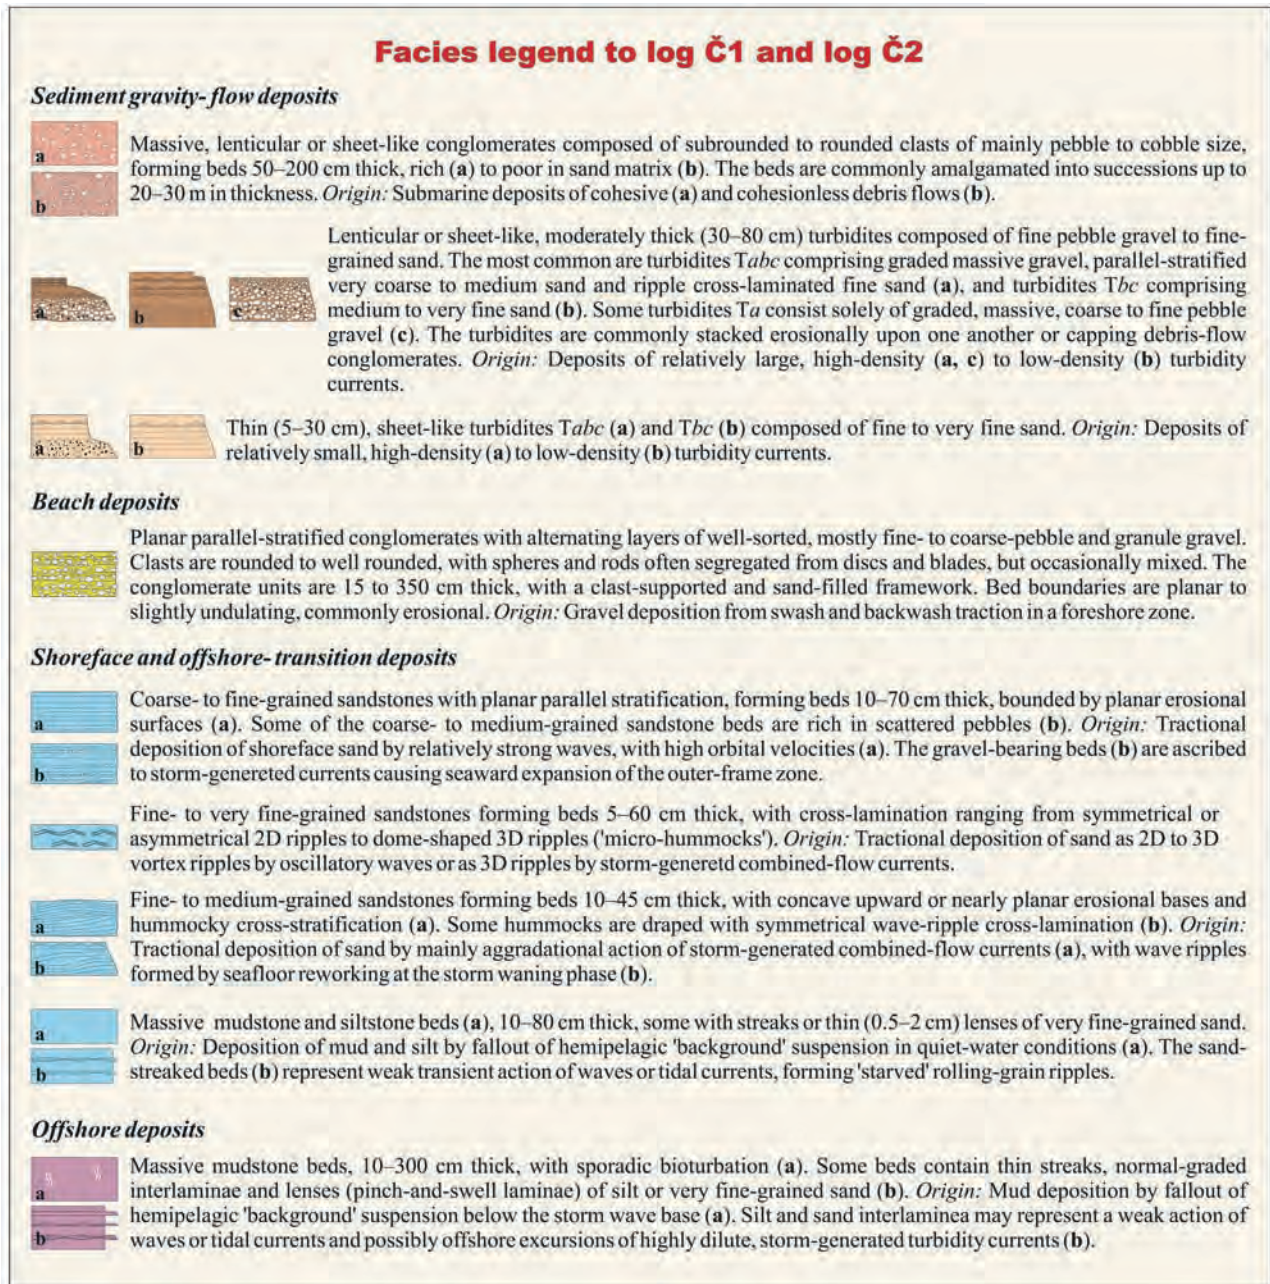 Facies legend to log Č1 and log Č2
Sediment gravity-flow deposits
a
b
Massive, lenticular or sheet-like conglomerates composed of subrounded to rounded clasts of mainly pebble to cobble size,
forming beds 50–200 cm thick, rich (a) to poor in sand matrix (b). The beds are commonly amalgamated into successions up to
20–30 m in thickness. Origin: Submarine deposits of cohesive (a) and cohesionless debris flows (b).
a
b
c
Lenticular or sheet-like, moderately thick (30–80 cm) turbidites composed of fine pebble gravel to fine-
grained sand. The most common are turbidites Tabc comprising graded massive gravel, parallel-stratified
very coarse to medium sand and ripple cross-laminated fine sand (a), and turbidites Tbc comprising
medium to very fine sand (b). Some turbidites Ta consist solely of graded, massive, coarse to fine pebble
gravel (c). The turbidites are commonly stacked erosionally upon one another or capping debris-flow
conglomerates. Origin: Deposits of relatively large, high-density (a, c) to low-density (b) turbidity
currents.
a
b
Thin (5–30 cm), sheet-like turbidites Tabc (a) and Tbc (b) composed of fine to very fine sand. Origin: Deposits of
relatively small, high-density (a) to low-density (b) turbidity currents.
Beach deposits
Planar parallel-stratified conglomerates with alternating layers of well-sorted, mostly fine- to coarse-pebble and granule gravel.
Clasts are rounded to well rounded, with spheres and rods often segregated from discs and blades, but occasionally mixed. The
conglomerate units are 15 to 350 cm thick, with a clast-supported and sand-filled framework. Bed boundaries are planar to
slightly undulating, commonly erosional. Origin: Gravel deposition from swash and backwash traction in a foreshore zone.
Shoreface and offshore-transition deposits
a
b
Coarse- to fine-grained sandstones with planar parallel stratification, forming beds 10–70 cm thick, bounded by planar erosional
surfaces (a). Some of the coarse- to medium-grained sandstone beds are rich in scattered pebbles (b). Origin: Tractional
deposition of shoreface sand by relatively strong waves, with high orbital velocities (a). The gravel-bearing beds (b) are ascribed
to storm-genereted currents causing seaward expansion of the outer-frame zone.
Fine- to very fine-grained sandstones forming beds 5–60 cm thick, with cross-lamination ranging from symmetrical or
asymmetrical 2D ripples to dome-shaped 3D ripples ('micro-hummocks'). Origin: Tractional deposition of sand as 2D to 3D
vortex ripples by oscillatory waves or as 3D ripples by storm-generetd combined-flow currents.
a
b
Fine- to medium-grained sandstones forming beds 10–45 cm thick, with concave upward or nearly planar erosional bases and
hummocky cross-stratification (a). Some hummocks are draped with symmetrical wave-ripple cross-lamination (b). Origin:
Tractional deposition of sand by mainly aggradational action of storm-generated combined-flow currents (a), with wave ripples
formed by seafloor reworking at the storm waning phase (b).
a
b
Massive mudstone and siltstone beds (a), 10–80 cm thick, some with streaks or thin (0.5–2 cm) lenses of very fine-grained sand.
Origin: Deposition of mud and silt by fallout of hemipelagic 'background' suspension in quiet-water conditions (a). The sand-
streaked beds (b) represent weak transient action of waves or tidal currents, forming 'starved' rolling-grain ripples.
Offshore deposits
a
b
Massive mudstone beds, 10–300 cm thick, with sporadic bioturbation (a). Some beds contain thin streaks, normal-graded
interlaminae and lenses (pinch-and-swell laminae) of silt or very fine-grained sand (b). Origin: Mud deposition by fallout of
hemipelagic 'background' suspension below the storm wave base (a). Silt and sand interlaminea may represent a weak action of
waves or tidal currents and possibly offshore excursions of highly dilute, storm-generated turbidity currents (b).